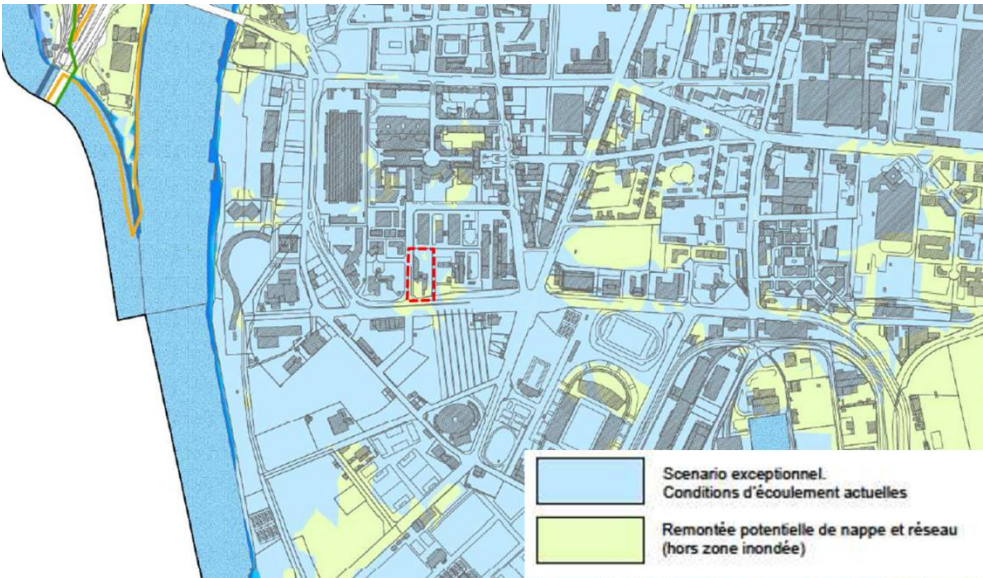 Scenario exceptionnel.
Conditions d'écoulement actuelles
Remontée potentielle de nappe et réseau
(hors zone inondée)